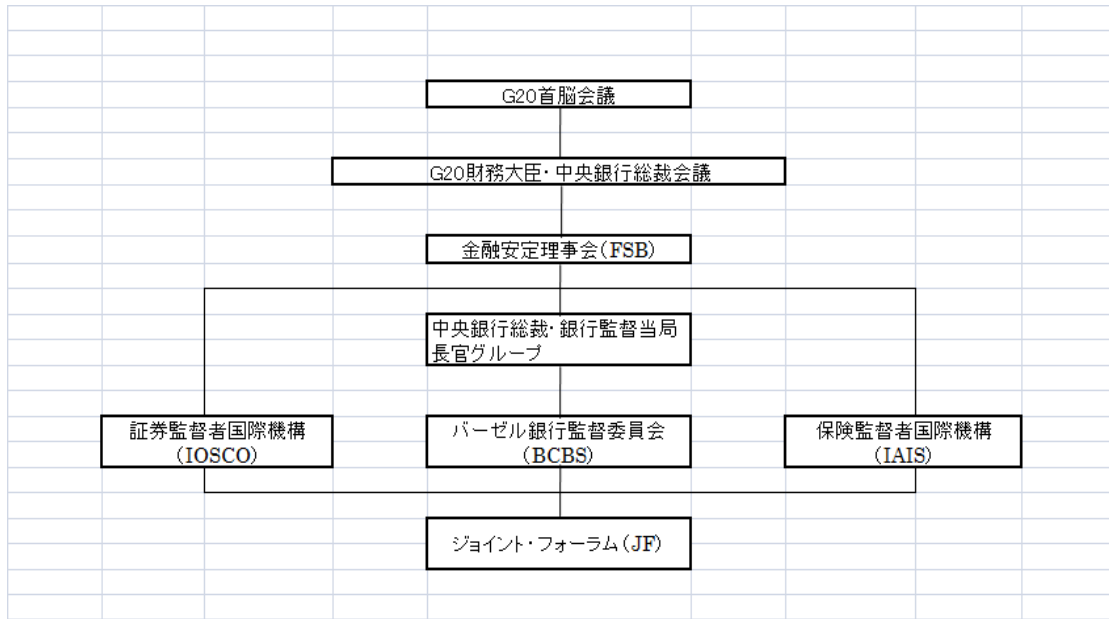 G20首脳会議
G20財務大臣・中央銀行総裁会議
金融安定理事会(FSB)
中央銀行総裁・銀行監督当局
長官グループ
証券監督者国際機構
(IOSCO)
バーゼル銀行監督委員会
(BCBS)
保険監督者国際機構
(IAIS)
ジョイント・フォーラム(JF)